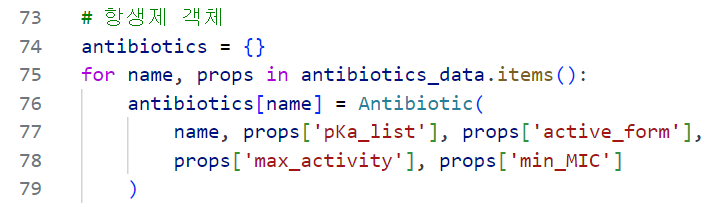 73 # 항생제 객체
74 antibiotics = {}
75 for name, props in antibiotics_data.items():
76     antibiotics[name] = Antibiotic(
77         name, props['pKa_list'], props['active_form'],
78         props['max_activity'], props['min_MIC']
79     )